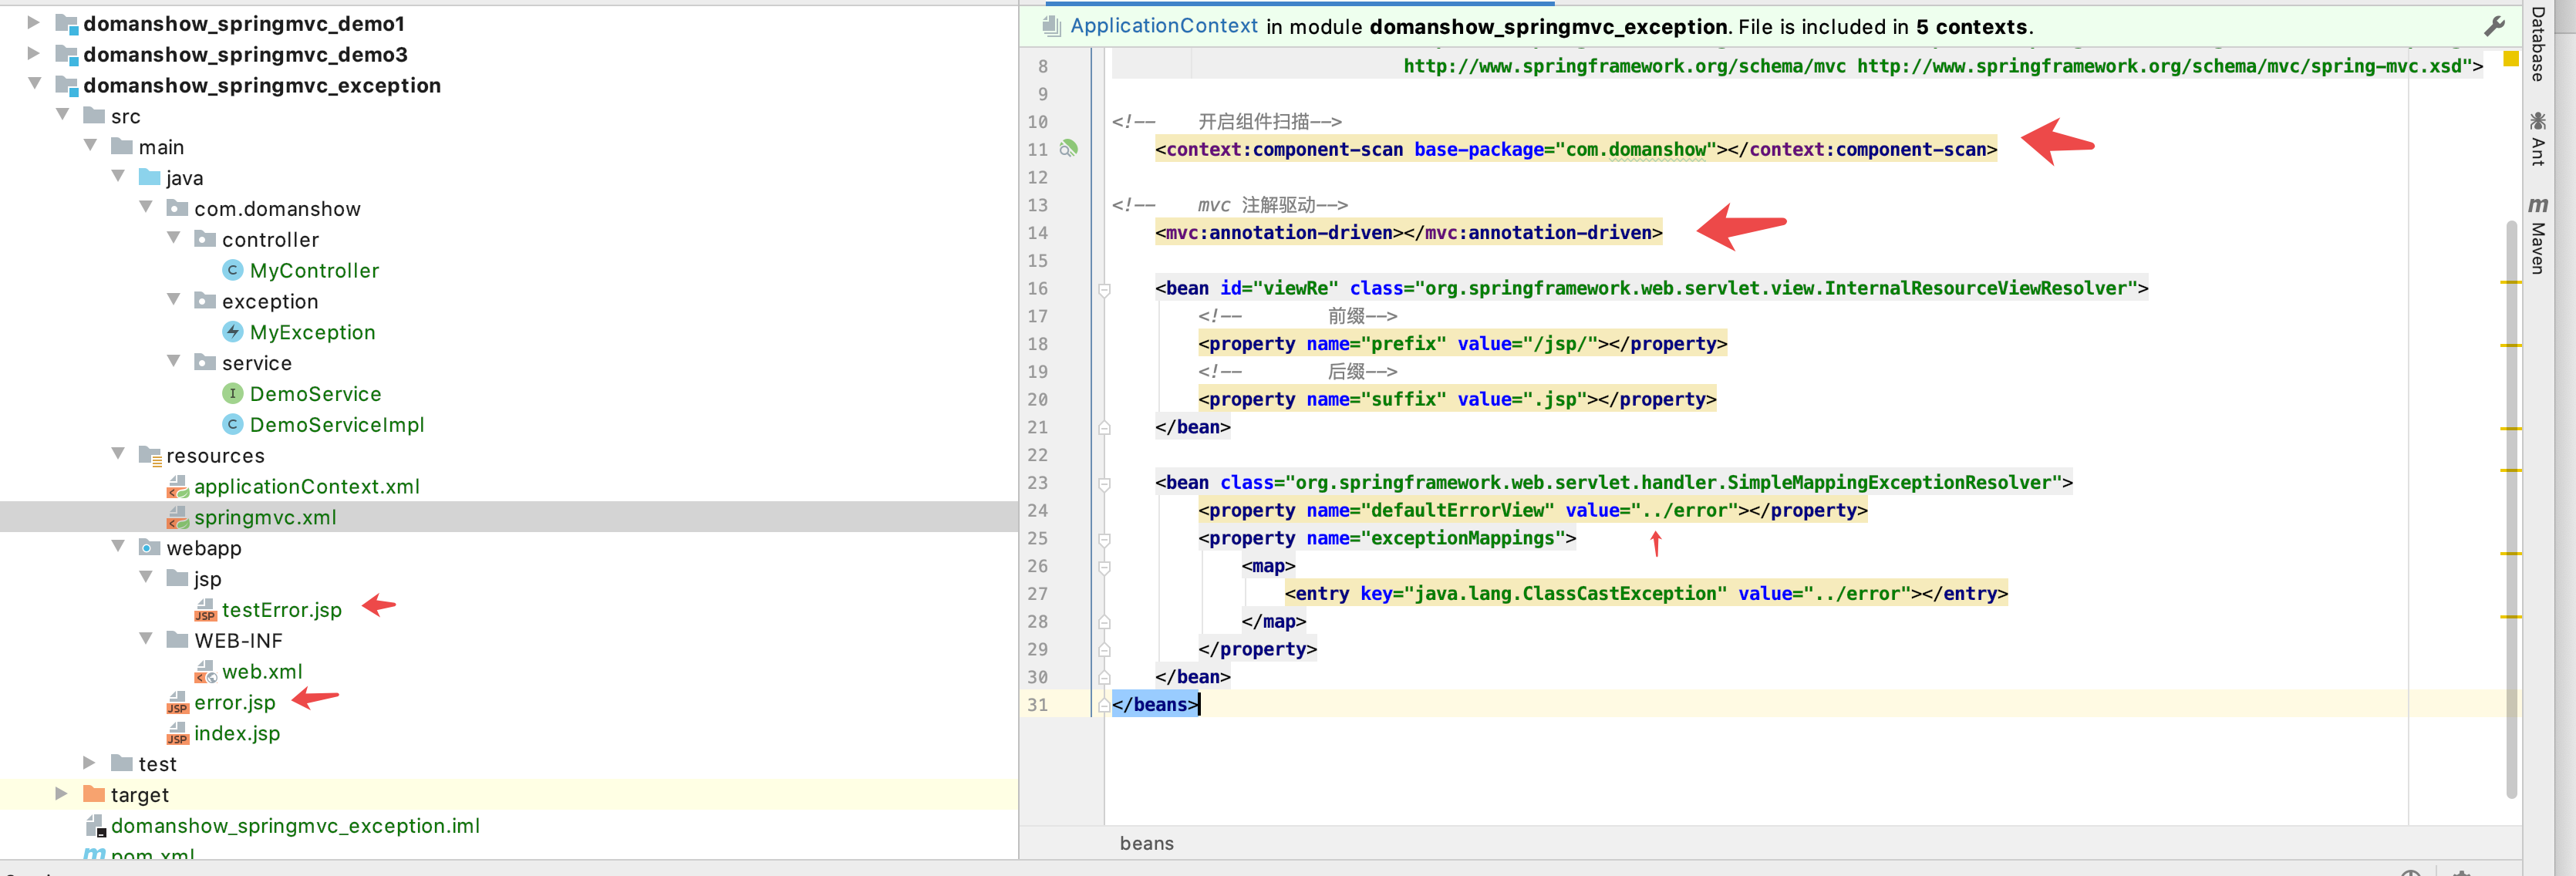 domanshow_springmvc_demo1
domanshow_springmvc_demo3
domanshow_springmvc_exception
src
main
java
com.domanshow
controller
MyController
exception
MyException
service
DemoService
DemoServiceImpl
resources
applicationContext.xml
springmvc.xml
webapp
jsp
testError.jsp
WEB-INF
web.xml
error.jsp
index.jsp
test
target
domanshow_springmvc_exception.iml
pom.xml
ApplicationContext in module domanshow_springmvc_exception. File is included in 5 contexts.
8 http://www.springframework.org/schema/mvc http://www.springframework.org/schema/mvc/spring-mvc.xsd">
9
10 <!-- 开启组件扫描-->
11 <context:component-scan base-package="com.domanshow"></context:component-scan>
12
13 <!-- mvc 注解驱动-->
14 <mvc:annotation-driven></mvc:annotation-driven>
15
16 <bean id="viewRe" class="org.springframework.web.servlet.view.InternalResourceViewResolver">
17 <!-- 前缀-->
18 <property name="prefix" value="/jsp/"></property>
19 <!-- 后缀-->
20 <property name="suffix" value=".jsp"></property>
21 </bean>
22
23 <bean class="org.springframework.web.servlet.handler.SimpleMappingExceptionResolver">
24 <property name="defaultErrorView" value="../error"></property>
25 <property name="exceptionMappings">
26 <map>
27 <entry key="java.lang.ClassCastException" value="../error"></entry>
28 </map>
29 </property>
30 </bean>
31 </beans>
beans
Database
Ant
Maven